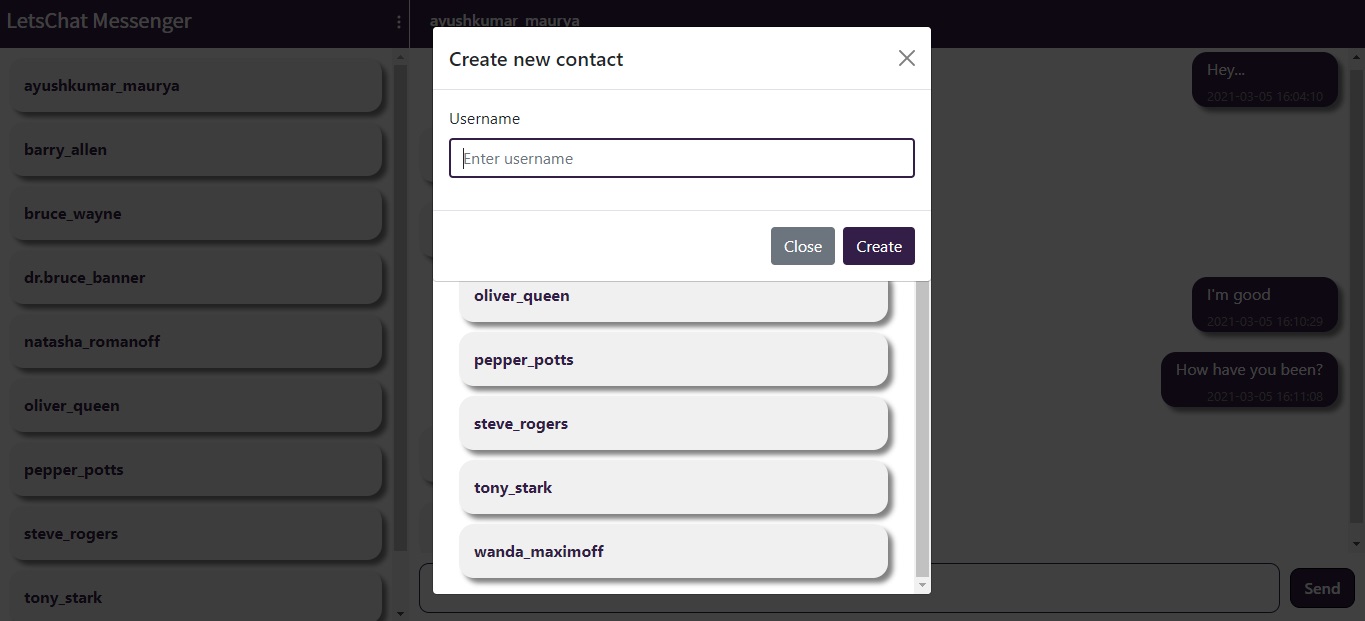 LetsChat Messenger
ayushkumar_maurya
barry_allen
bruce_wayne
dr.bruce_banner
natasha_romanoff
oliver_queen
pepper_potts
steve_rogers
tony_stark
ayushkumar_maurya
Create new contact
Username
Enter username
Close
Create
oliver_queen
pepper_potts
steve_rogers
tony_stark
wanda_maximoff
Hey...
2021-03-05 16:04:10
I'm good
2021-03-05 16:10:29
How have you been?
2021-03-05 16:11:08
Send